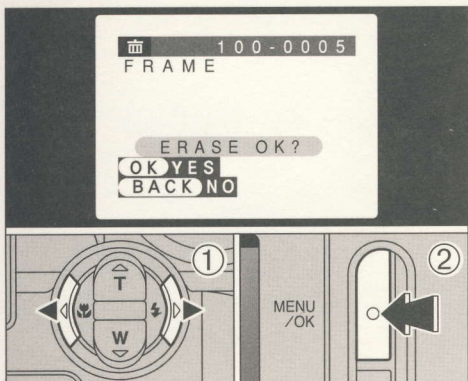 100-0005
FRAME
ERASE OK?
OK YES
BACK NO
①
T
W
②
MENU
/OK